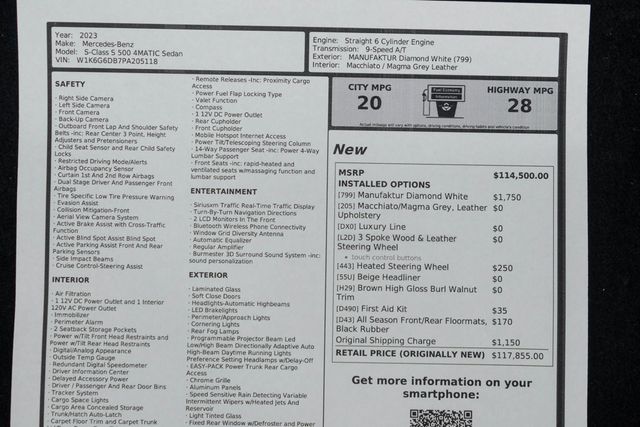 Year: 2023
Make: Mercedes-Benz
Model: S-Class S 500 4MATIC Sedan
VIN: W1K6G6DB7PA205118
Engine: Straight 6 Cylinder Engine
Transmission: 9-Speed A/T
Exterior: MANUFAKTUR Diamond White (799)
Interior: Macchiato / Magma Grey Leather
SAFETY
· Right Side Camera
· Left Side Camera
· Front Camera
· Back-Up Camera
· Outboard Front Lap And Shoulder Safety
Belts -inc: Rear Center 3 Point, Height
Adjusters and Pretensioners
· Child Seat Sensor and Rear Child Safety
Locks
· Restricted Driving Mode/Alerts
· Airbag Occupancy Sensor
· Curtain 1st And 2nd Row Airbags
· Dual Stage Driver And Passenger Front
Airbags
· Tire Specific Low Tire Pressure Warning
· Evasion Assist
· Collision Mitigation-Front
· Aerial View Camera System
· Active Brake Assist with Cross-Traffic
Function
· Active Blind Spot Assist Blind Spot
· Active Parking Assist Front And Rear
Parking Sensors
· Side Impact Beams
· Cruise Control-Steering Assist
INTERIOR
· Air Filtration
· 1 12V DC Power Outlet and 1 Interior
120V AC Power Outlet
· Immobilizer
· Perimeter Alarm
· 2 Seatback Storage Pockets
· Power w/Tilt Front Head Restraints and
Power w/Tilt Rear Head Restraints
· Digital/Analog Appearance
· Outside Temp Gauge
· Redundant Digital Speedometer
· Driver Information Center
· Delayed Accessory Power
· Driver / Passenger And Rear Door Bins
· Tracker System
· Cargo Space Lights
· Cargo Area Concealed Storage
· Trunk/Hatch Auto-Latch
· Carpet Floor Trim and Carpet Trunk
· Remote Releases -Inc: Proximity Cargo
Access
· Power Fuel Flap Locking Type
· Valet Function
· Compass
· 1 12V DC Power Outlet
· Rear Cupholder
· Front Cupholder
· Mobile Hotspot Internet Access
· Power Tilt/Telescoping Steering Column
· 14-Way Passenger Seat -inc: Power 4-Way
Lumbar Support
· Front Seats -inc: rapid-heated and
ventilated seats w/massaging function and
lumbar support
ENTERTAINMENT
· Siriusxm Traffic Real-Time Traffic Display
· Turn-By-Turn Navigation Directions
· 2 LCD Monitors In The Front
· Bluetooth Wireless Phone Connectivity
· Window Grid Diversity Antenna
· Automatic Equalizer
· Regular Amplifier
· Burmester 3D Surround Sound System -inc:
sound personalization
EXTERIOR
· Laminated Glass
· Soft Close Doors
· Headlights-Automatic Highbeams
· LED Brakelights
· Perimeter/Approach Lights
· Cornering Lights
· Rear Fog Lamps
· Programmable Projector Beam Led
Low/High Beam Directionally Adaptive Auto
High-Beam Daytime Running Lights
Preference Setting Headlamps w/Delay-Off
· EASY-PACK Power Trunk Rear Cargo
Access
· Chrome Grille
· Aluminum Panels
· Speed Sensitive Rain Detecting Variable
Intermittent Wipers w/Heated Jets And
Reservoir
· Light Tinted Glass
· Fixed Rear Window w/Defroster and Power
CITY MPG
20
Fuel Economy
Information
HIGHWAY MPG
28
Actual mileage will vary with options, driving conditions, driving habits and vehicle's condition
New
MSRP $114,500.00
INSTALLED OPTIONS
[799] Manufaktur Diamond White $1,750
[205] Macchiato/Magma Grey, Leather $0
Upholstery
[DX0] Luxury Line $0
[L2D] 3 Spoke Wood & Leather $0
Steering Wheel
* touch control buttons
[443] Heated Steering Wheel $250
[55U] Beige Headliner $0
[H29] Brown High Gloss Burl Walnut $0
Trim
[D490] First Aid Kit $35
[D43] All Season Front/Rear Floormats, $170
Black Rubber
Original Shipping Charge $1,150
RETAIL PRICE (ORIGINALLY NEW) $117,855.00
Get more information on your
smartphone: